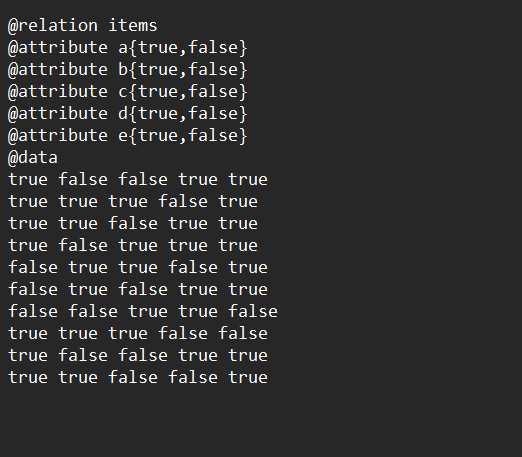 @relation items
@attribute a{true,false}
@attribute b{true,false}
@attribute c{true,false}
@attribute d{true,false}
@attribute e{true,false}
@data
true false false true true
true true true false true
true true false true true
true false true true true
false true true false true
false true false true true
false false true true false
true true true false false
true false false true true
true true false false true